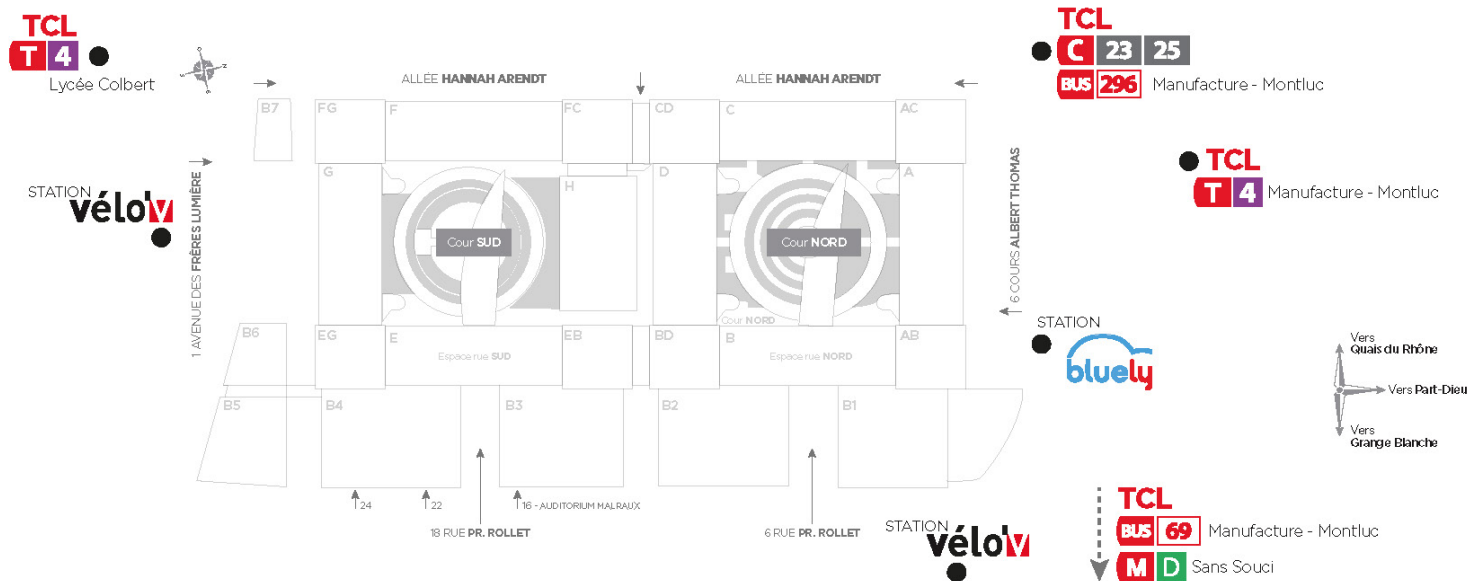 TCL
T 4
Lycée Colbert
ALLÉE HANNAH ARENDT
ALLÉE HANNAH ARENDT
TCL
C 23 25
BUS 296 Manufacture - Montluc
B7
FG
F
FC
CD
C
AC
TCL
T 4 Manufacture - Montluc
1 AVENUE DES FRÈRES LUMIÈRE
STATION
vélo'v
G
H
D
A
Cour SUD
Cour NORD
6 COURS ALBERT THOMAS
Cour NORD
STATION
bluely
B6
EG
E
EB
BD
B
AB
Espace rue SUD
Espace rue NORD
Vers
Quais du Rhône
Vers Part-Dieu
Vers
Grange Blanche
B5
B4
B3
B2
B1
24
22
16 - AUDITORIUM MALRAUX
18 RUE PR. ROLLET
6 RUE PR. ROLLET
STATION
vélo'v
TCL
BUS 69 Manufacture - Montluc
M D Sans Souci